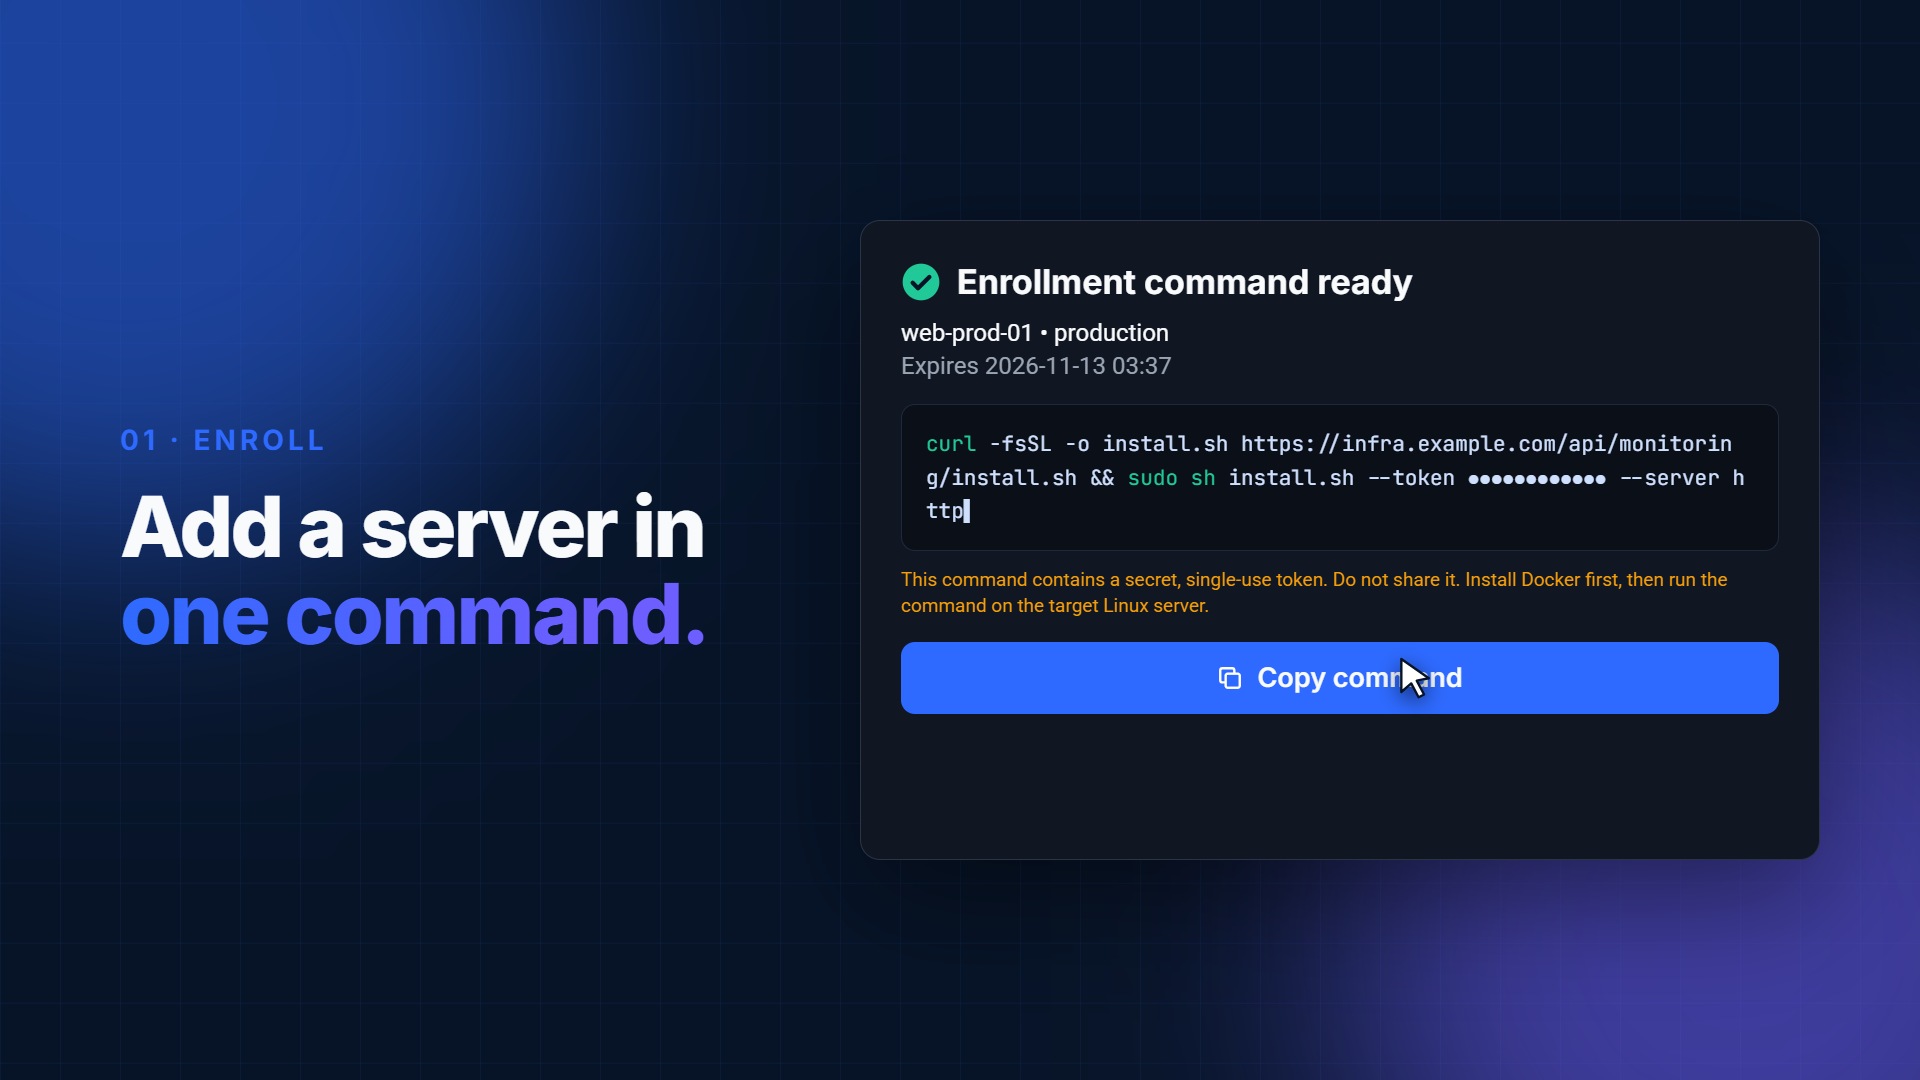 01 · ENROLL
Add a server in
one command.
Enrollment command ready
web-prod-01 • production
Expires 2026-11-13 03:37
curl -fsSL -o install.sh https://infra.example.com/api/monitorin
g/install.sh && sudo sh install.sh --token ●●●●●●●●●●●● --server h
ttp
This command contains a secret, single-use token. Do not share it. Install Docker first, then run the
command on the target Linux server.
Copy command